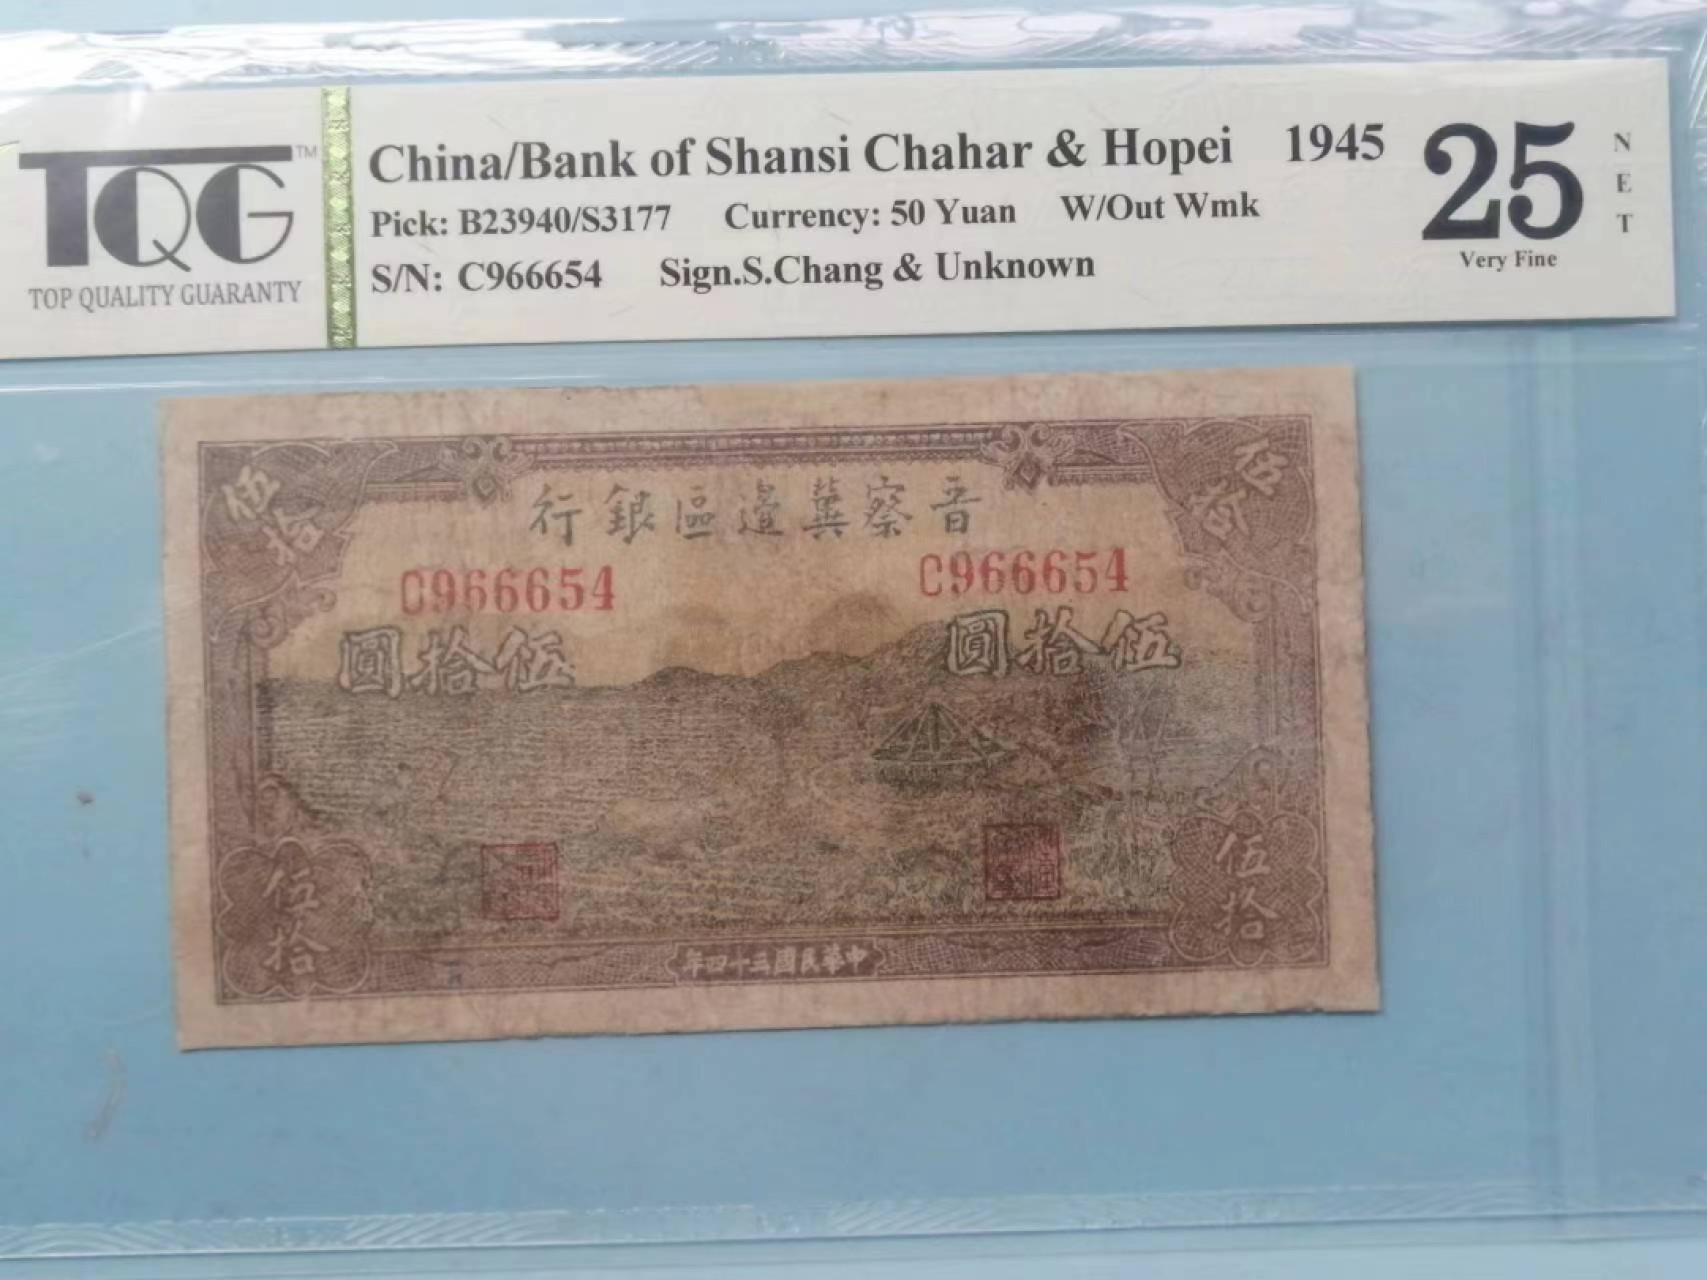 TQG™
TOP QUALITY GUARANTY
China/Bank of Shansi Chahar & Hopei 1945
Pick: B23940/S3177 Currency: 50 Yuan W/Out Wmk
S/N: C966654 Sign.S.Chang & Unknown
25
Very Fine
NET
伍拾
伍拾
行銀區邊冀察晉
C966654
C966654
圓拾伍
圓拾伍
伍拾
伍拾
年四十三國民華中